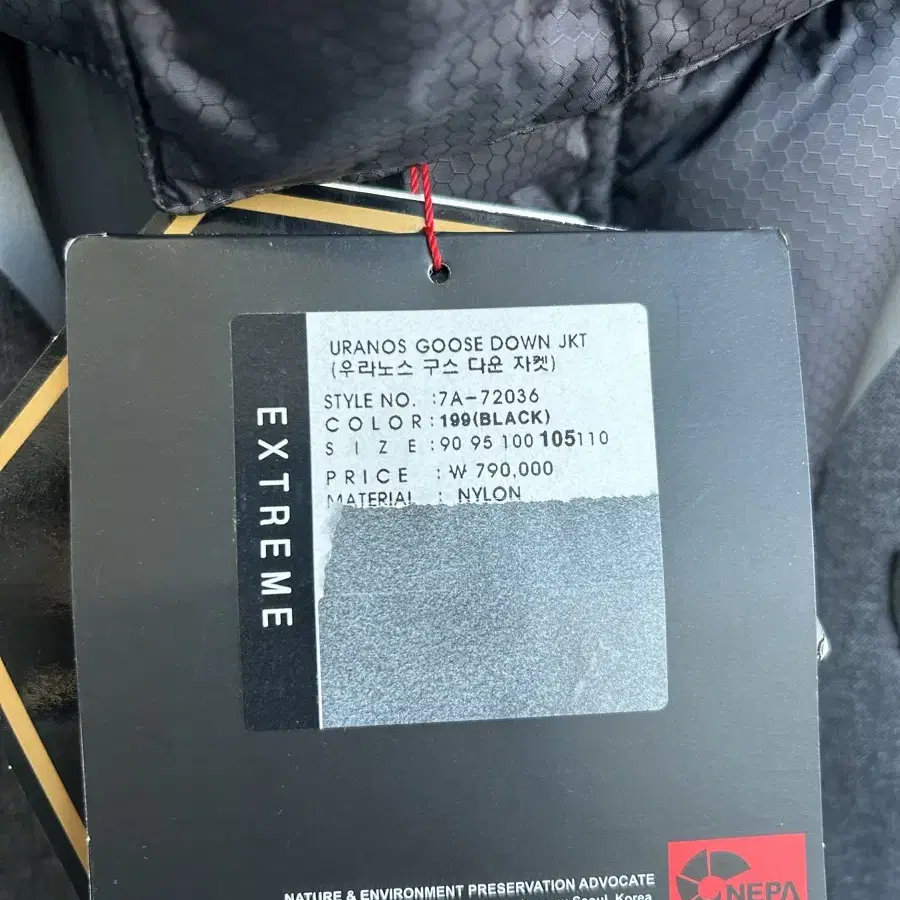 URANOS GOOSE DOWN JKT
(우라노스 구스 다운 자켓)
STYLE NO. :7A-72036
COLOR:199(BLACK)
SIZE:90 95 100 105 110
PRICE : ₩ 790,000
MATERIAL : NYLON
EXTREME
NATURE & ENVIRONMENT PRESERVATION ADVOCATE
Seoul, Korea
NEPA